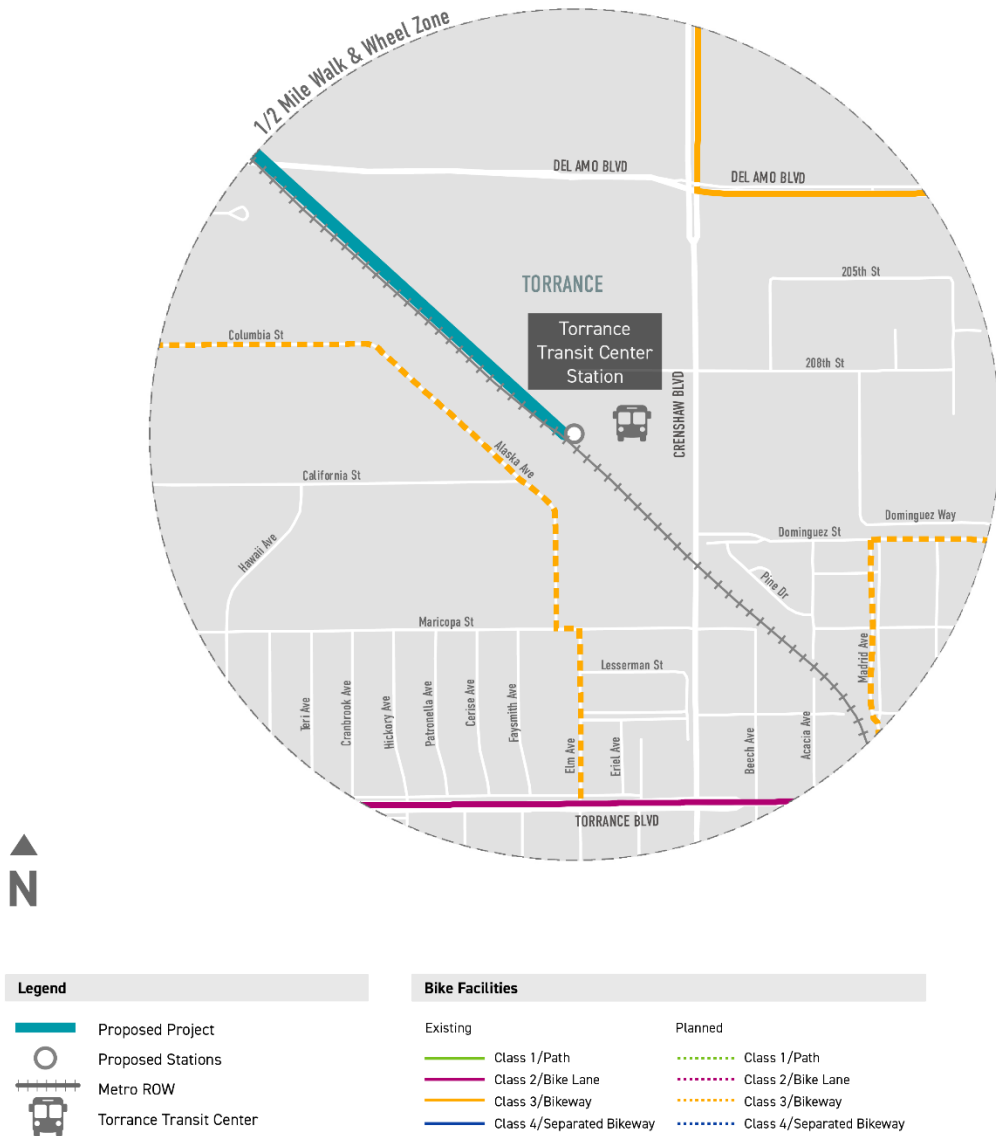 1/2 Mile Walk & Wheel Zone
DEL AMO BLVD
DEL AMO BLVD
TORRANCE
205th St
Torrance
Transit Center
Station
Columbia St
208th St
CRENSHAW BLVD
Alaska Ave
California St
Dominguez Way
Dominguez St
Hawaii Ave
Pine Dr
Maricopa St
Lesserman St
Madrid Ave
Teri Ave
Cranbrook Ave
Hickory Ave
Patronella Ave
Cerise Ave
Faysmith Ave
Elm Ave
Eriel Ave
Beech Ave
Acacia Ave
TORRANCE BLVD
N
Legend
Proposed Project
Proposed Stations
Metro ROW
Torrance Transit Center
Bike Facilities
Existing
Class 1/Path
Class 2/Bike Lane
Class 3/Bikeway
Class 4/Separated Bikeway
Planned
Class 1/Path
Class 2/Bike Lane
Class 3/Bikeway
Class 4/Separated Bikeway